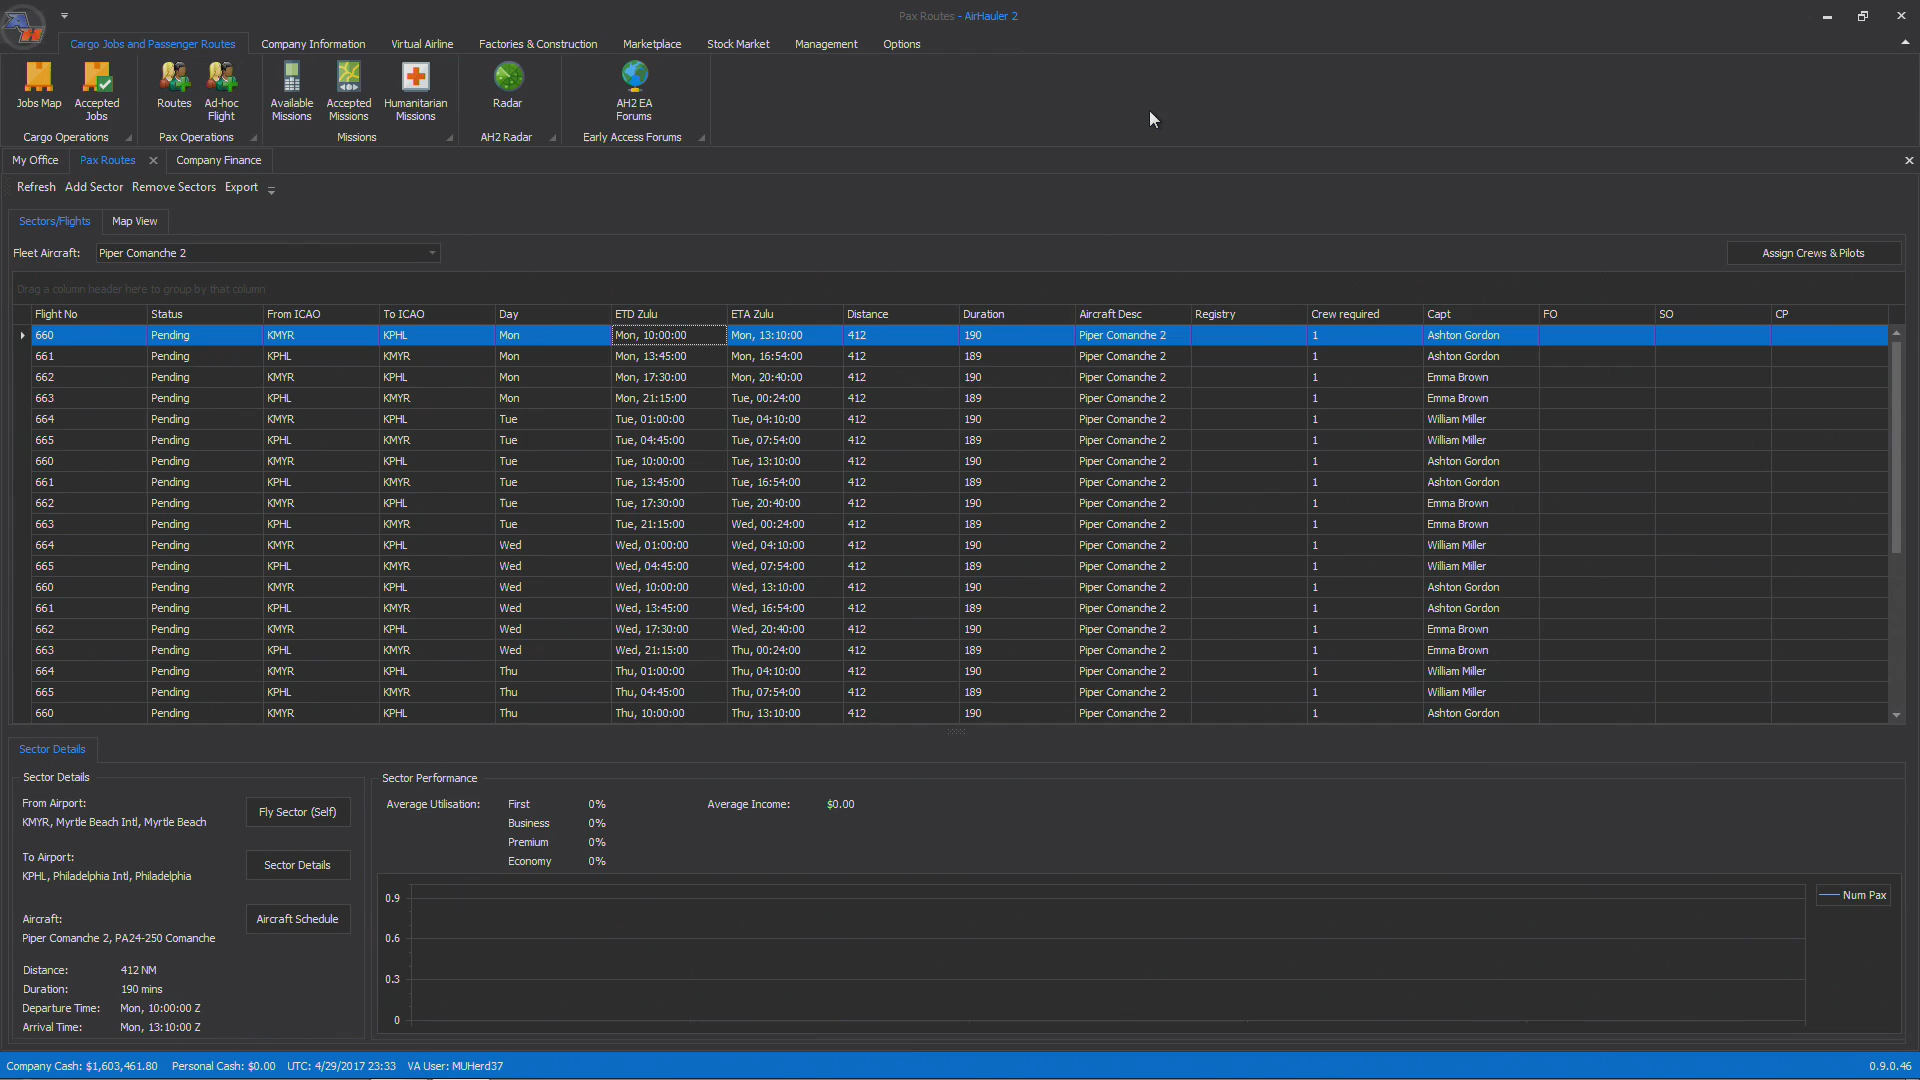 Pax Routes - AirHauler 2
Cargo Jobs and Passenger Routes Company Information Virtual Airline Factories & Construction Marketplace Stock Market Management Options
Jobs Map Accepted Jobs Routes Ad-hoc Flight Available Missions Accepted Missions Humanitarian Missions Radar AH2 EA Forums
Cargo Operations Pax Operations Missions AH2 Radar Early Access Forums
My Office Pax Routes Company Finance
Refresh Add Sector Remove Sectors Export
Sectors/Flights Map View
Fleet Aircraft: Piper Comanche 2 Assign Crews & Pilots
Drag a column header here to group by that column
Flight No Status From ICAO To ICAO Day ETD Zulu ETA Zulu Distance Duration Aircraft Desc Registry Crew required Capt FO SO CP
660 Pending KMYR KPHL Mon Mon, 10:00:00 Mon, 13:10:00 412 190 Piper Comanche 2 1 Ashton Gordon
661 Pending KPHL KMYR Mon Mon, 13:45:00 Mon, 16:54:00 412 189 Piper Comanche 2 1 Ashton Gordon
662 Pending KMYR KPHL Mon Mon, 17:30:00 Mon, 20:40:00 412 190 Piper Comanche 2 1 Emma Brown
663 Pending KPHL KMYR Mon Mon, 21:15:00 Tue, 00:24:00 412 189 Piper Comanche 2 1 Emma Brown
664 Pending KMYR KPHL Tue Tue, 01:00:00 Tue, 04:10:00 412 190 Piper Comanche 2 1 William Miller
665 Pending KPHL KMYR Tue Tue, 04:45:00 Tue, 07:54:00 412 189 Piper Comanche 2 1 William Miller
660 Pending KMYR KPHL Tue Tue, 10:00:00 Tue, 13:10:00 412 190 Piper Comanche 2 1 Ashton Gordon
661 Pending KPHL KMYR Tue Tue, 13:45:00 Tue, 16:54:00 412 189 Piper Comanche 2 1 Ashton Gordon
662 Pending KMYR KPHL Tue Tue, 17:30:00 Tue, 20:40:00 412 190 Piper Comanche 2 1 Emma Brown
663 Pending KPHL KMYR Tue Tue, 21:15:00 Wed, 00:24:00 412 189 Piper Comanche 2 1 Emma Brown
664 Pending KMYR KPHL Wed Wed, 01:00:00 Wed, 04:10:00 412 190 Piper Comanche 2 1 William Miller
665 Pending KPHL KMYR Wed Wed, 04:45:00 Wed, 07:54:00 412 189 Piper Comanche 2 1 William Miller
660 Pending KMYR KPHL Wed Wed, 10:00:00 Wed, 13:10:00 412 190 Piper Comanche 2 1 Ashton Gordon
661 Pending KPHL KMYR Wed Wed, 13:45:00 Wed, 16:54:00 412 189 Piper Comanche 2 1 Ashton Gordon
662 Pending KMYR KPHL Wed Wed, 17:30:00 Wed, 20:40:00 412 190 Piper Comanche 2 1 Emma Brown
663 Pending KPHL KMYR Wed Wed, 21:15:00 Thu, 00:24:00 412 189 Piper Comanche 2 1 Emma Brown
664 Pending KMYR KPHL Thu Thu, 01:00:00 Thu, 04:10:00 412 190 Piper Comanche 2 1 William Miller
665 Pending KPHL KMYR Thu Thu, 04:45:00 Thu, 07:54:00 412 189 Piper Comanche 2 1 William Miller
660 Pending KMYR KPHL Thu Thu, 10:00:00 Thu, 13:10:00 412 190 Piper Comanche 2 1 Ashton Gordon
Sector Details
Sector Details
From Airport:
KMYR, Myrtle Beach Intl, Myrtle Beach
Fly Sector (Self)
To Airport:
KPHL, Philadelphia Intl, Philadelphia
Sector Details
Aircraft:
Piper Comanche 2, PA24-250 Comanche
Aircraft Schedule
Distance: 412 NM
Duration: 190 mins
Departure Time: Mon, 10:00:00 Z
Arrival Time: Mon, 13:10:00 Z
Sector Performance
Average Utilisation: First 0% Average Income: $0.00
Business 0%
Premium 0%
Economy 0%
0.9
0.6
0.3
0
Num Pax
Company Cash: $1,603,461.80 Personal Cash: $0.00 UTC: 4/29/2017 23:33 VA User: MUHerd37 0.9.0.46